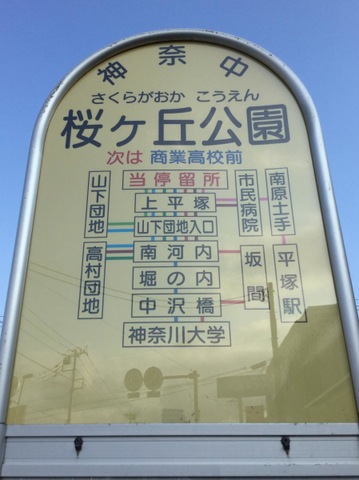 神奈中
さくらがおか こうえん
桜ヶ丘公園
次は 商業高校前
当停留所
上平塚
山下団地入口
南河内
堀の内
中沢橋
神奈川大学
山下団地
高村団地
市民病院
坂間
南原土手
平塚駅